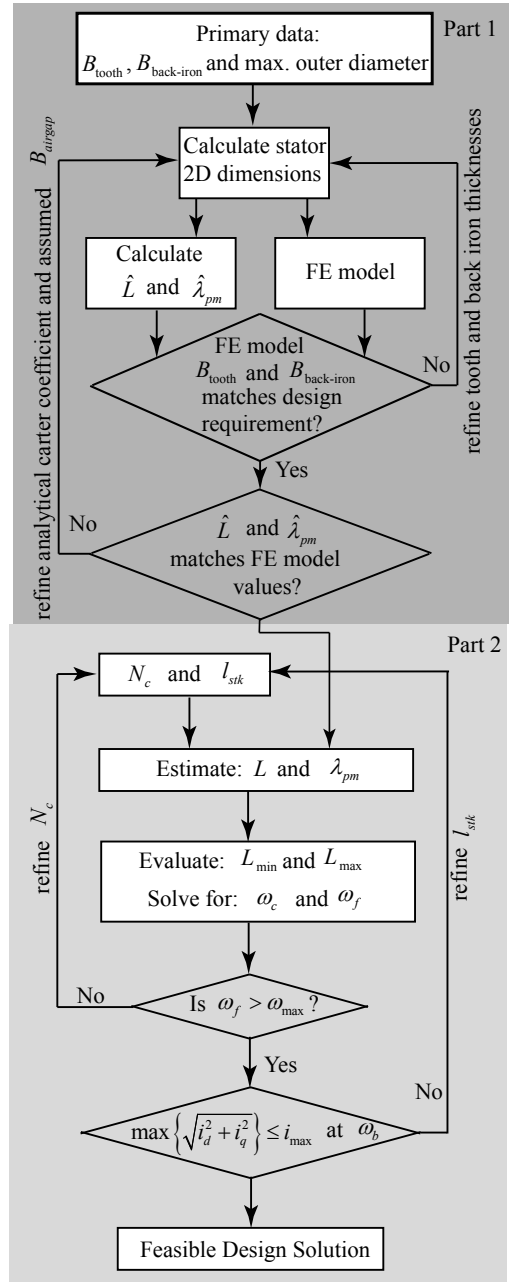 Part 1
Primary data:
B_tooth, B_back-iron and max. outer diameter
Calculate stator
2D dimensions
refine analytical carter coefficient and assumed B_airgap
refine tooth and back iron thicknesses
Calculate
L̂ and λ̂_pm
FE model
FE model
B_tooth and B_back-iron
matches design
requirement?
No
Yes
L̂ and λ̂_pm
matches FE model
values?
No
Part 2
N_c and l_stk
Estimate: L and λ_pm
refine N_c
refine l_stk
Evaluate: L_min and L_max
Solve for: ω_c and ω_f
Is ω_f > ω_max ?
No
Yes
max{√(i_d^2 + i_q^2)} ≤ i_max at ω_b
No
Feasible Design Solution